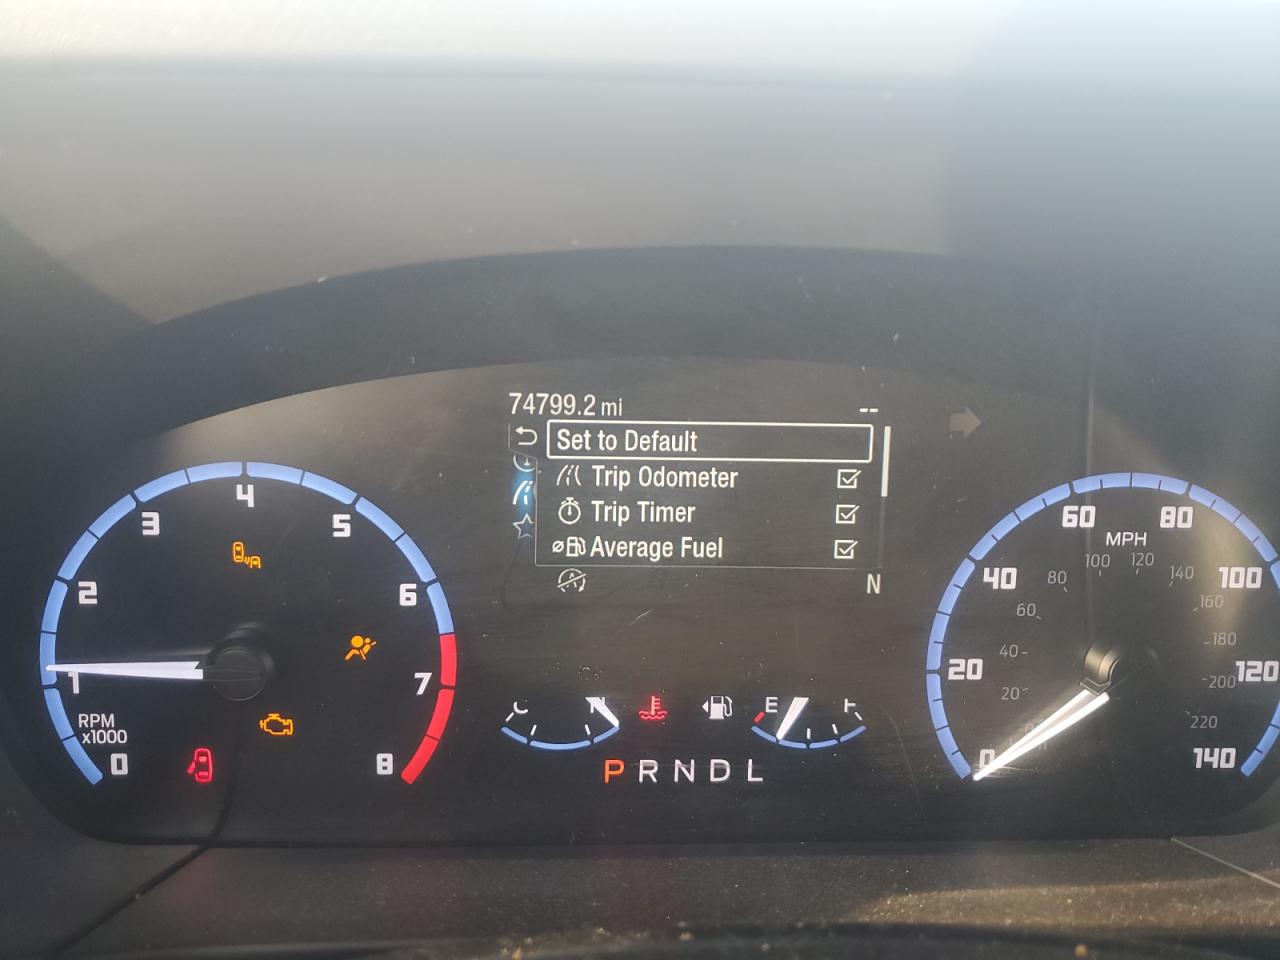 74799.2 mi --
Set to Default
Trip Odometer
Trip Timer
Average Fuel
N
0
1
2
3
4
5
6
7
8
RPM
x1000
C
E
F
P R N D L
0
20
40
60
80
100
120
140
MPH
20
40
60
80
100
120
140
160
180
200
220